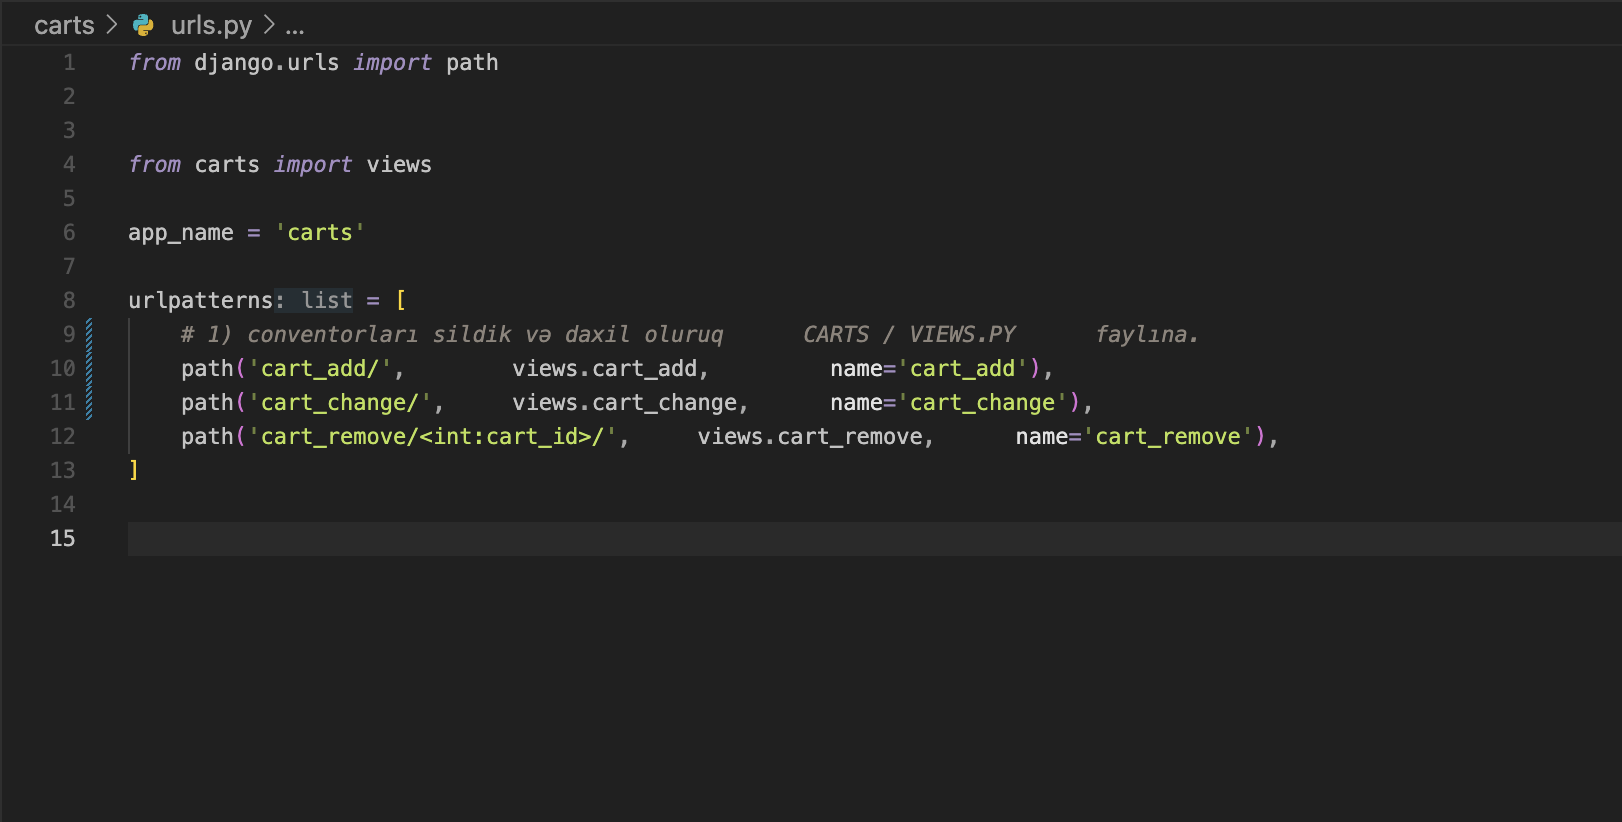 carts > urls.py > ...
1 from django.urls import path
2
3
4 from carts import views
5
6 app_name = 'carts'
7
8 urlpatterns: list = [
9     # 1) conventorları sildik və daxil oluruq      CARTS / VIEWS.PY      faylına.
10     path('cart_add/',        views.cart_add,         name='cart_add'),
11     path('cart_change/',     views.cart_change,      name='cart_change'),
12     path('cart_remove/<int:cart_id>/',     views.cart_remove,      name='cart_remove'),
13 ]
14
15